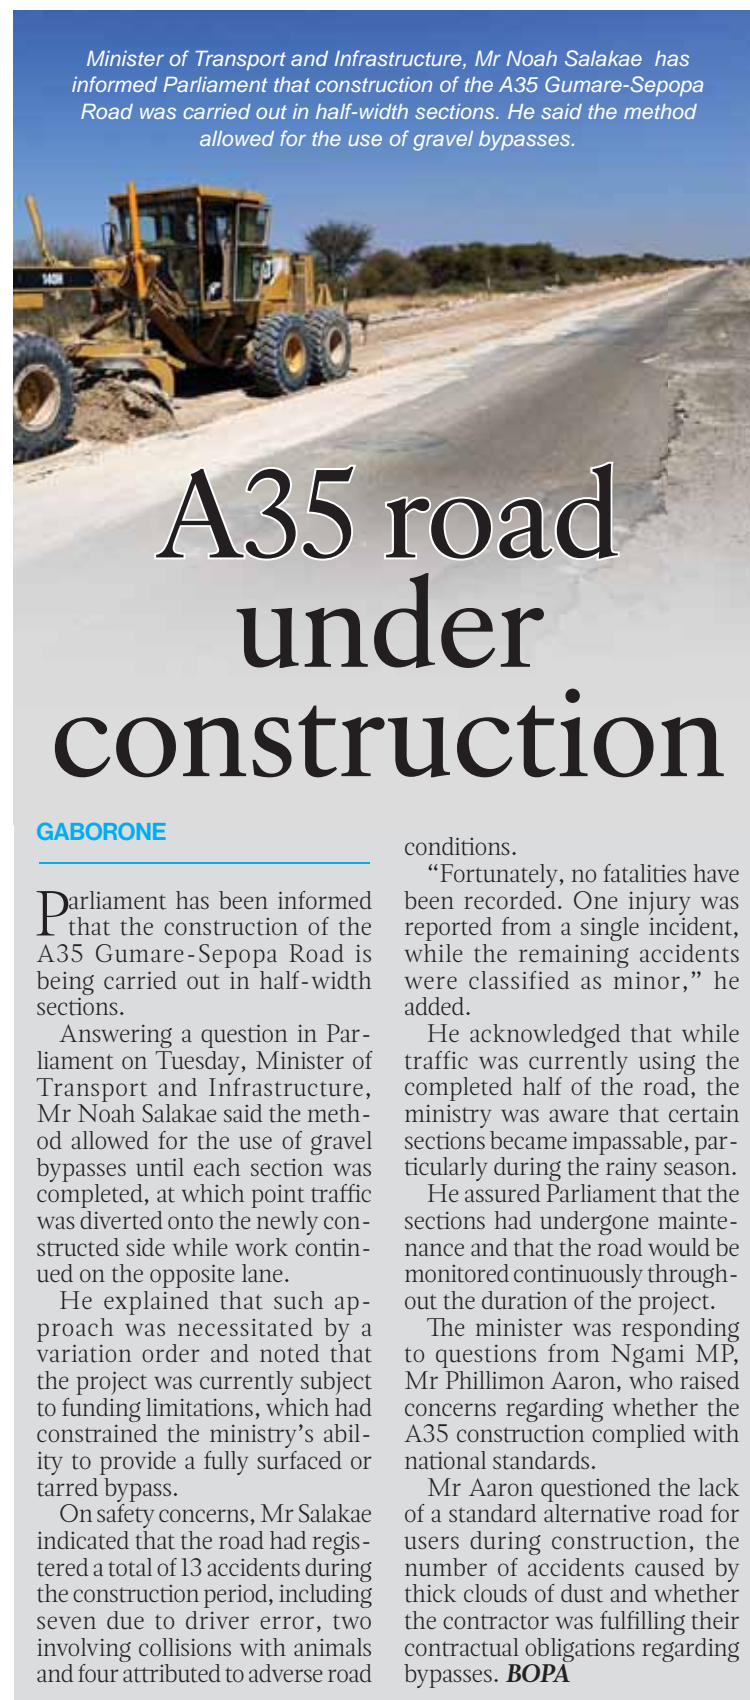 Minister of Transport and Infrastructure, Mr Noah Salakae has
informed Parliament that construction of the A35 Gumare-Sepopa
Road was carried out in half-width sections. He said the method
allowed for the use of gravel bypasses.
140H
CAT
A35 road
under
construction
GABORONE
Parliament has been informed
that the construction of the
A35 Gumare-Sepopa Road is
being carried out in half-width
sections.
Answering a question in Par-
liament on Tuesday, Minister of
Transport and Infrastructure,
Mr Noah Salakae said the meth-
od allowed for the use of gravel
bypasses until each section was
completed, at which point traffic
was diverted onto the newly con-
structed side while work contin-
ued on the opposite lane.
He explained that such ap-
proach was necessitated by a
variation order and noted that
the project was currently subject
to funding limitations, which had
constrained the ministry's abil-
ity to provide a fully surfaced or
tarred bypass.
On safety concerns, Mr Salakae
indicated that the road had regis-
tered a total of 13 accidents during
the construction period, including
seven due to driver error, two
involving collisions with animals
and four attributed to adverse road
conditions.
“Fortunately, no fatalities have
been recorded. One injury was
reported from a single incident,
while the remaining accidents
were classified as minor,” he
added.
He acknowledged that while
traffic was currently using the
completed half of the road, the
ministry was aware that certain
sections became impassable, par-
ticularly during the rainy season.
He assured Parliament that the
sections had undergone mainte-
nance and that the road would be
monitored continuously through-
out the duration of the project.
The minister was responding
to questions from Ngami MP,
Mr Phillimon Aaron, who raised
concerns regarding whether the
A35 construction complied with
national standards.
Mr Aaron questioned the lack
of a standard alternative road for
users during construction, the
number of accidents caused by
thick clouds of dust and whether
the contractor was fulfilling their
contractual obligations regarding
bypasses. BOPA